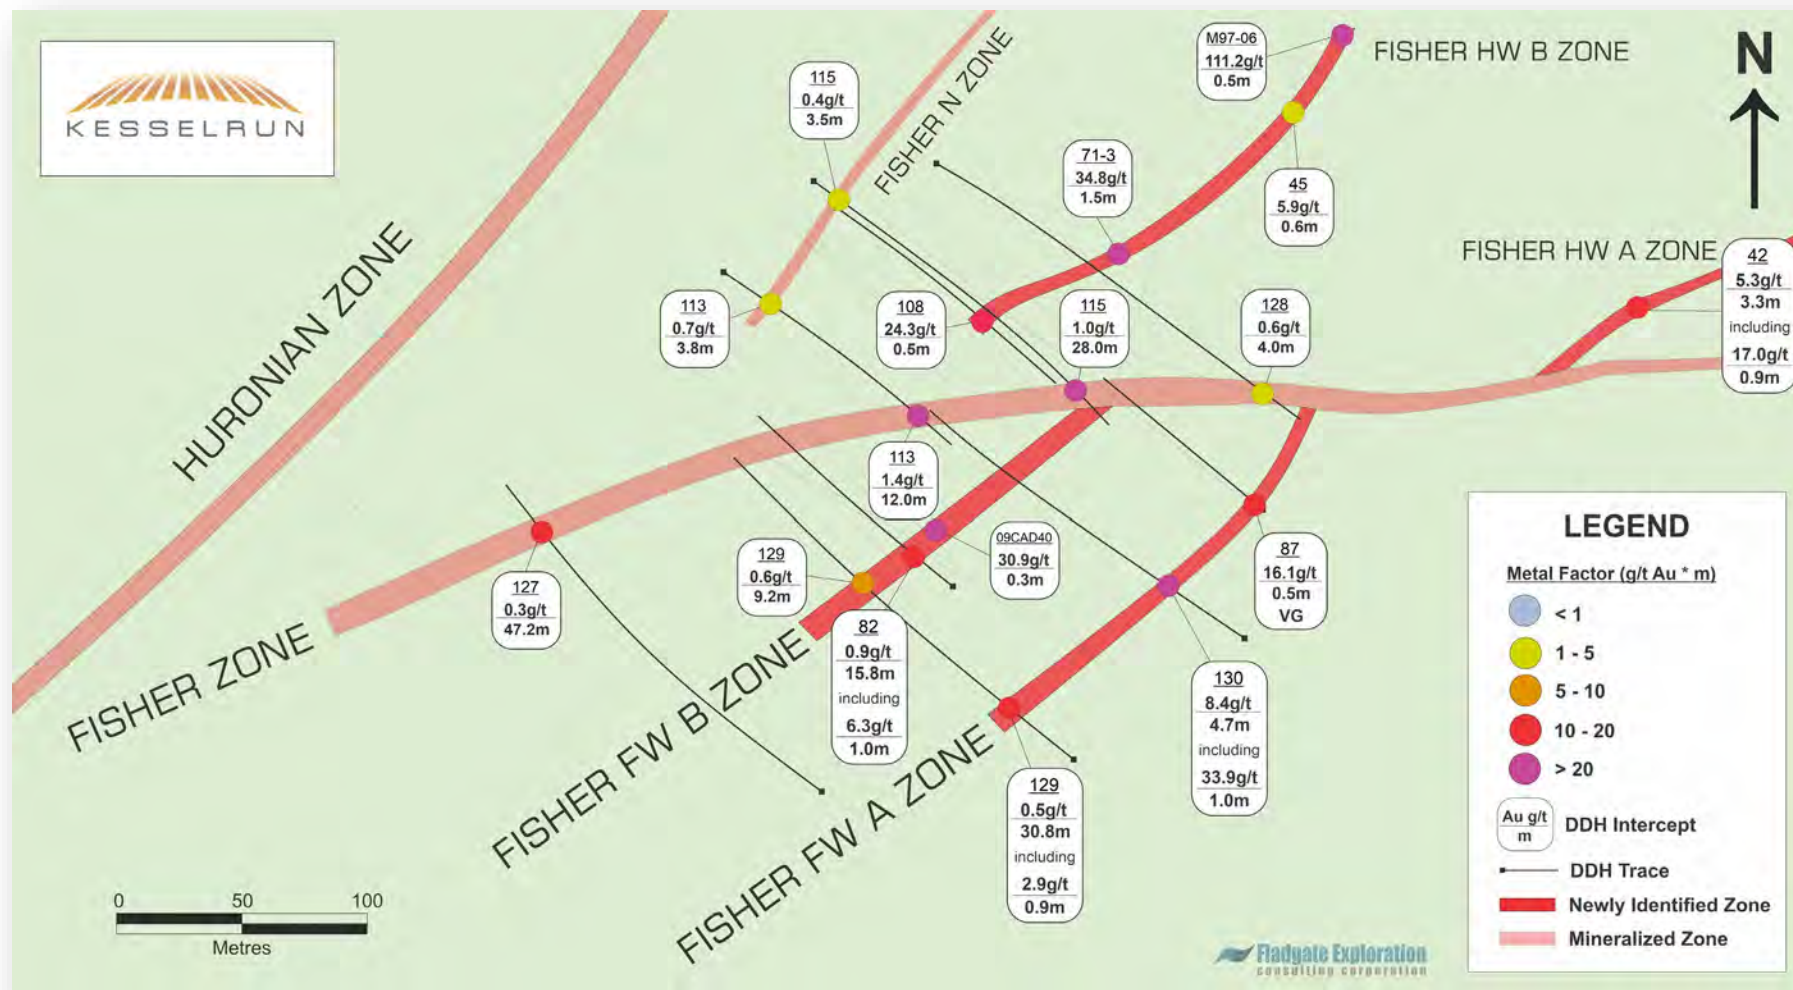 KESSELRUN
HURONIAN ZONE
FISHER N ZONE
FISHER HW B ZONE
FISHER HW A ZONE
FISHER ZONE
FISHER FW B ZONE
FISHER FW A ZONE
N
M97-06
111.2g/t
0.5m
115
0.4g/t
3.5m
71-3
34.8g/t
1.5m
45
5.9g/t
0.6m
42
5.3g/t
3.3m
including
17.0g/t
0.9m
113
0.7g/t
3.8m
108
24.3g/t
0.5m
115
1.0g/t
28.0m
128
0.6g/t
4.0m
113
1.4g/t
12.0m
09CAD40
30.9g/t
0.3m
129
0.6g/t
9.2m
127
0.3g/t
47.2m
87
16.1g/t
0.5m
VG
82
0.9g/t
15.8m
including
6.3g/t
1.0m
130
8.4g/t
4.7m
including
33.9g/t
1.0m
129
0.5g/t
30.8m
including
2.9g/t
0.9m
LEGEND
Metal Factor (g/t Au * m)
< 1
1 - 5
5 - 10
10 - 20
> 20
Au g/t
m
DDH Intercept
DDH Trace
Newly Identified Zone
Mineralized Zone
0 50 100
Metres
Fladgate Exploration
consulting corporation